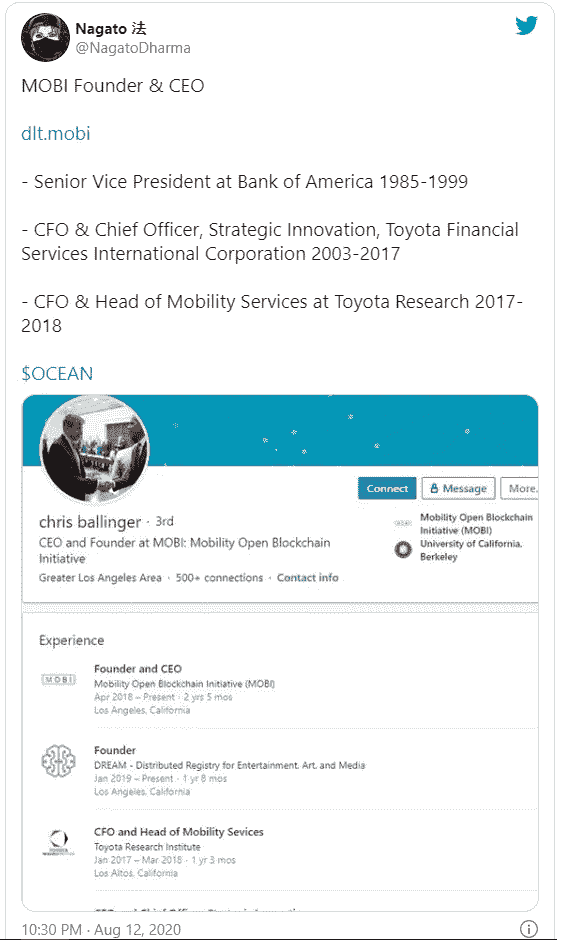 Nagato 法
@NagatoDharma
MOBI Founder & CEO
dlt.mobi
- Senior Vice President at Bank of America 1985-1999
- CFO & Chief Officer, Strategic Innovation, Toyota Financial
Services International Corporation 2003-2017
- CFO & Head of Mobility Services at Toyota Research 2017-
2018
$OCEAN
Connect
Message
More.
chris ballinger · 3rd
CEO and Founder at MOBI: Mobility Open Blockchain
Initiative
Greater Los Angeles Area · 500+ connections · Contact info
Mobility Open Blockchain
Initiative (MOBI)
University of California,
Berkeley
Experience
MOBI
Founder and CEO
Mobility Open Blockchain Initiative (MOBI)
Apr 2018 – Present · 2 yrs 5 mos
Los Angeles, California
Founder
DREAM - Distributed Registry for Entertainment, Art, and Media
Jan 2019 – Present · 1 yr 8 mos
Los Angeles, California
CFO and Head of Mobility Sevices
Toyota Research Institute
Jan 2017 – Mar 2018 · 1 yr 3 mos
Los Altos, California
10:30 PM · Aug 12, 2020